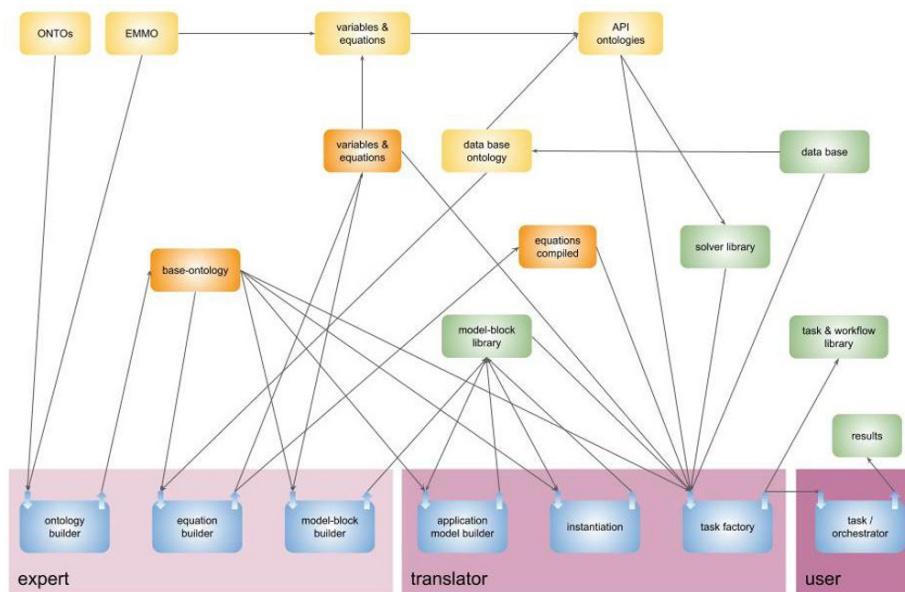 ONTOs
EMMO
variables &
equations
API
ontologies
variables &
equations
data base
ontology
data base
base-ontology
equations
compiled
solver library
model-block
library
task & workflow
library
results
ontology
builder
equation
builder
model-block
builder
application
model builder
instantiation
task factory
task /
orchestrator
expert
translator
user